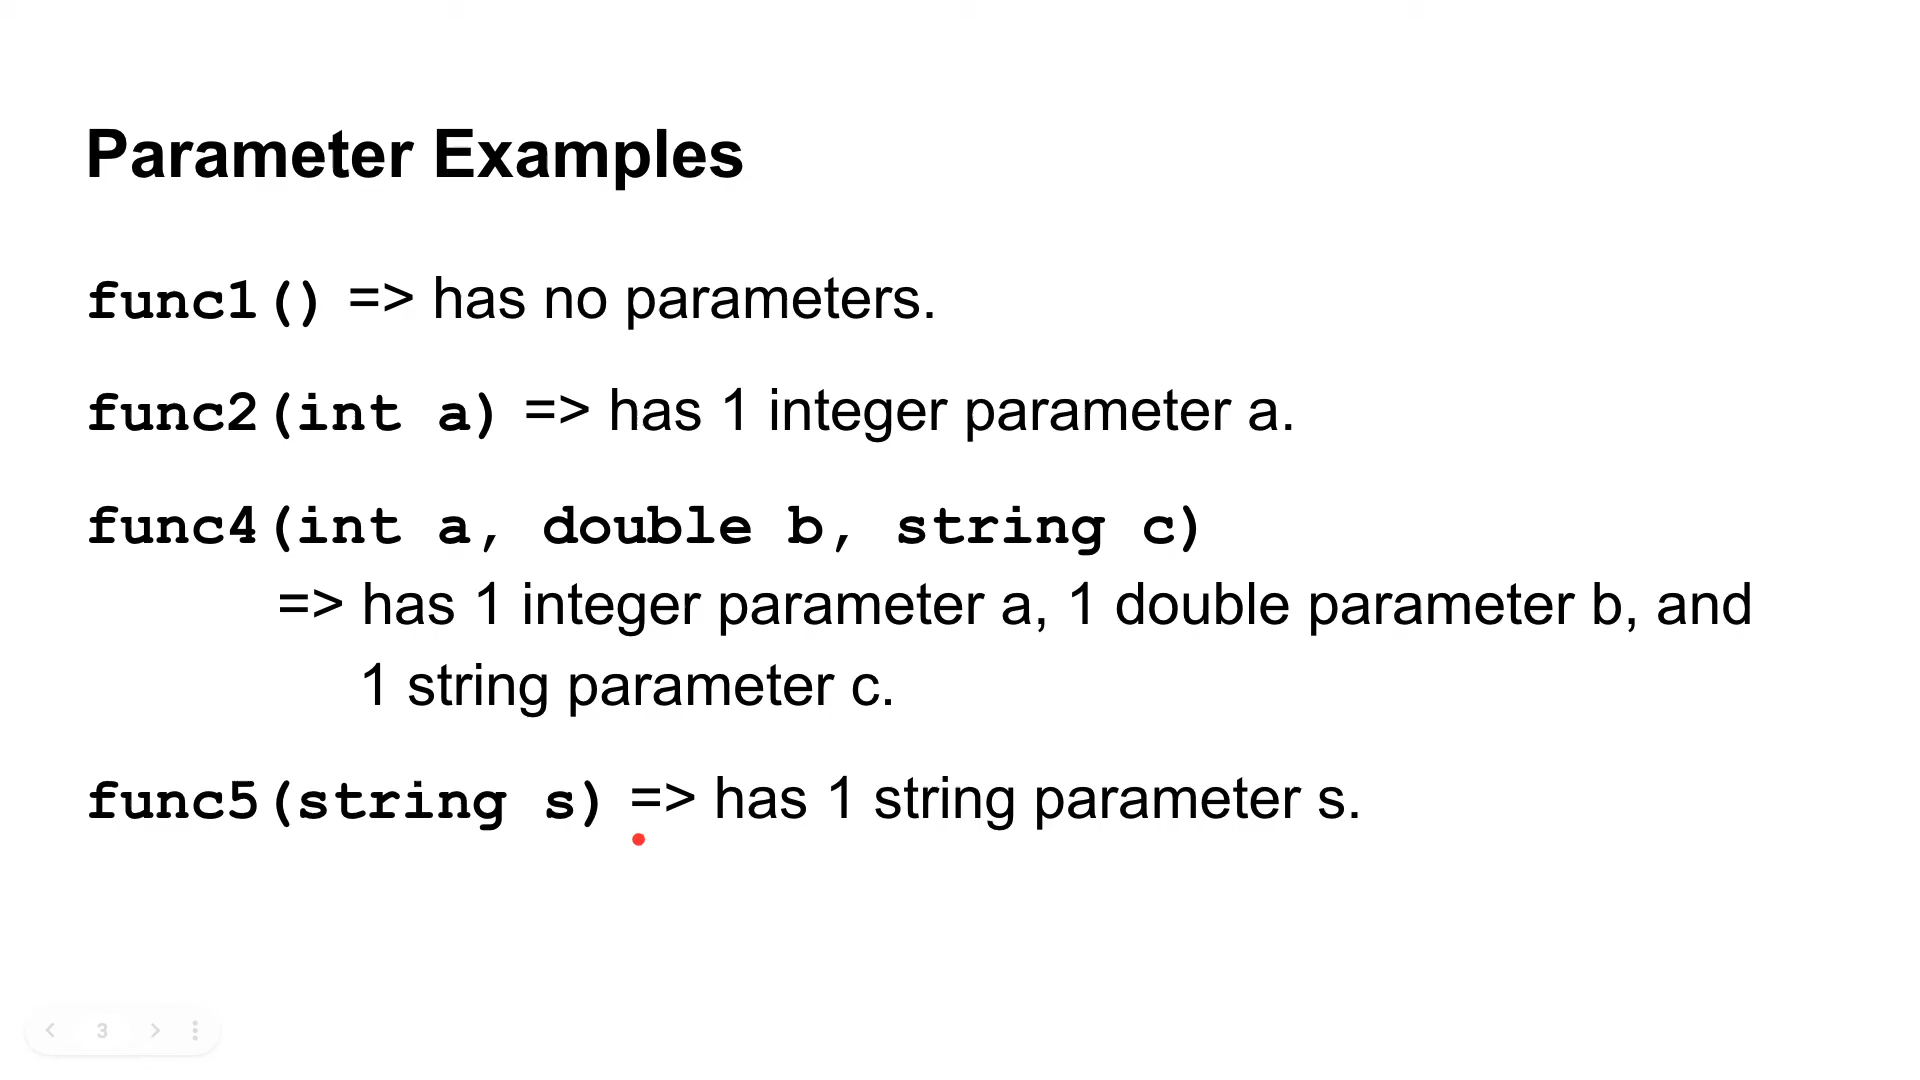 Parameter Examples
func1() => has no parameters.
func2(int a) => has 1 integer parameter a.
func4(int a, double b, string c)
=> has 1 integer parameter a, 1 double parameter b, and
1 string parameter c.
func5(string s) => has 1 string parameter s.
3